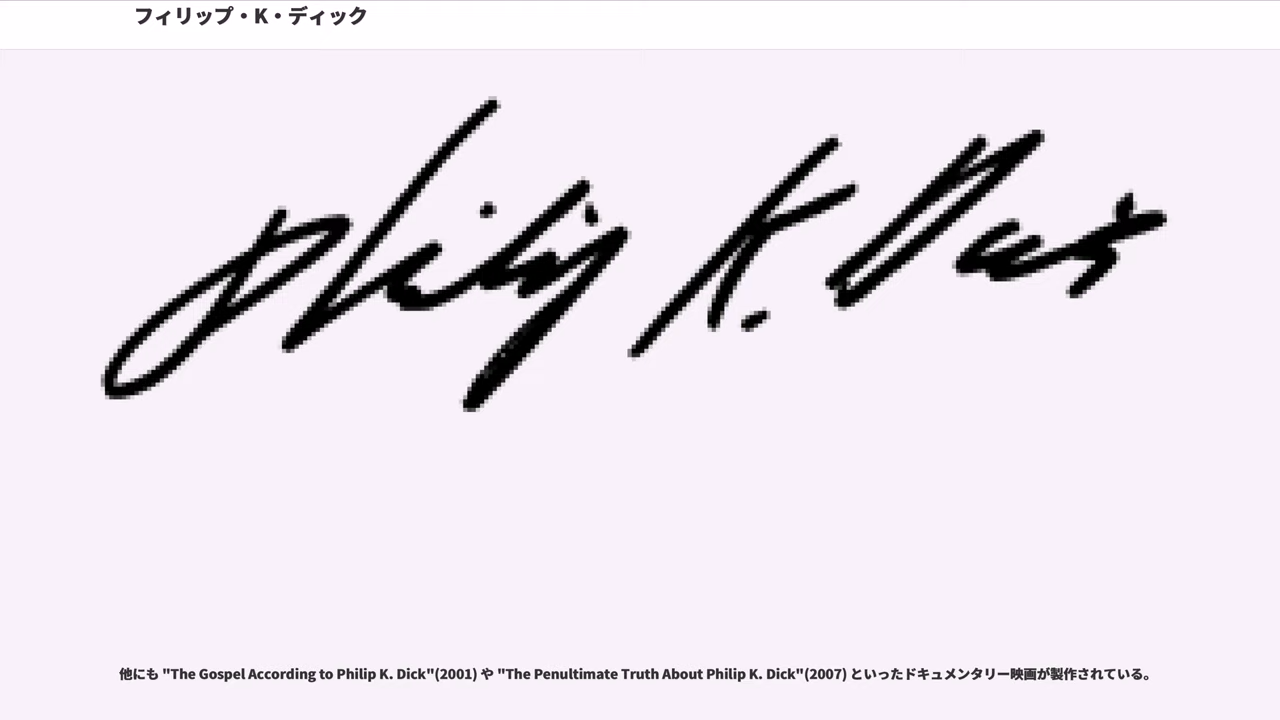 フィリップ・K・ディック
Philip K. Dick
他にも "The Gospel According to Philip K. Dick"(2001) や "The Penultimate Truth About Philip K. Dick"(2007) といったドキュメンタリー映画が製作されている。